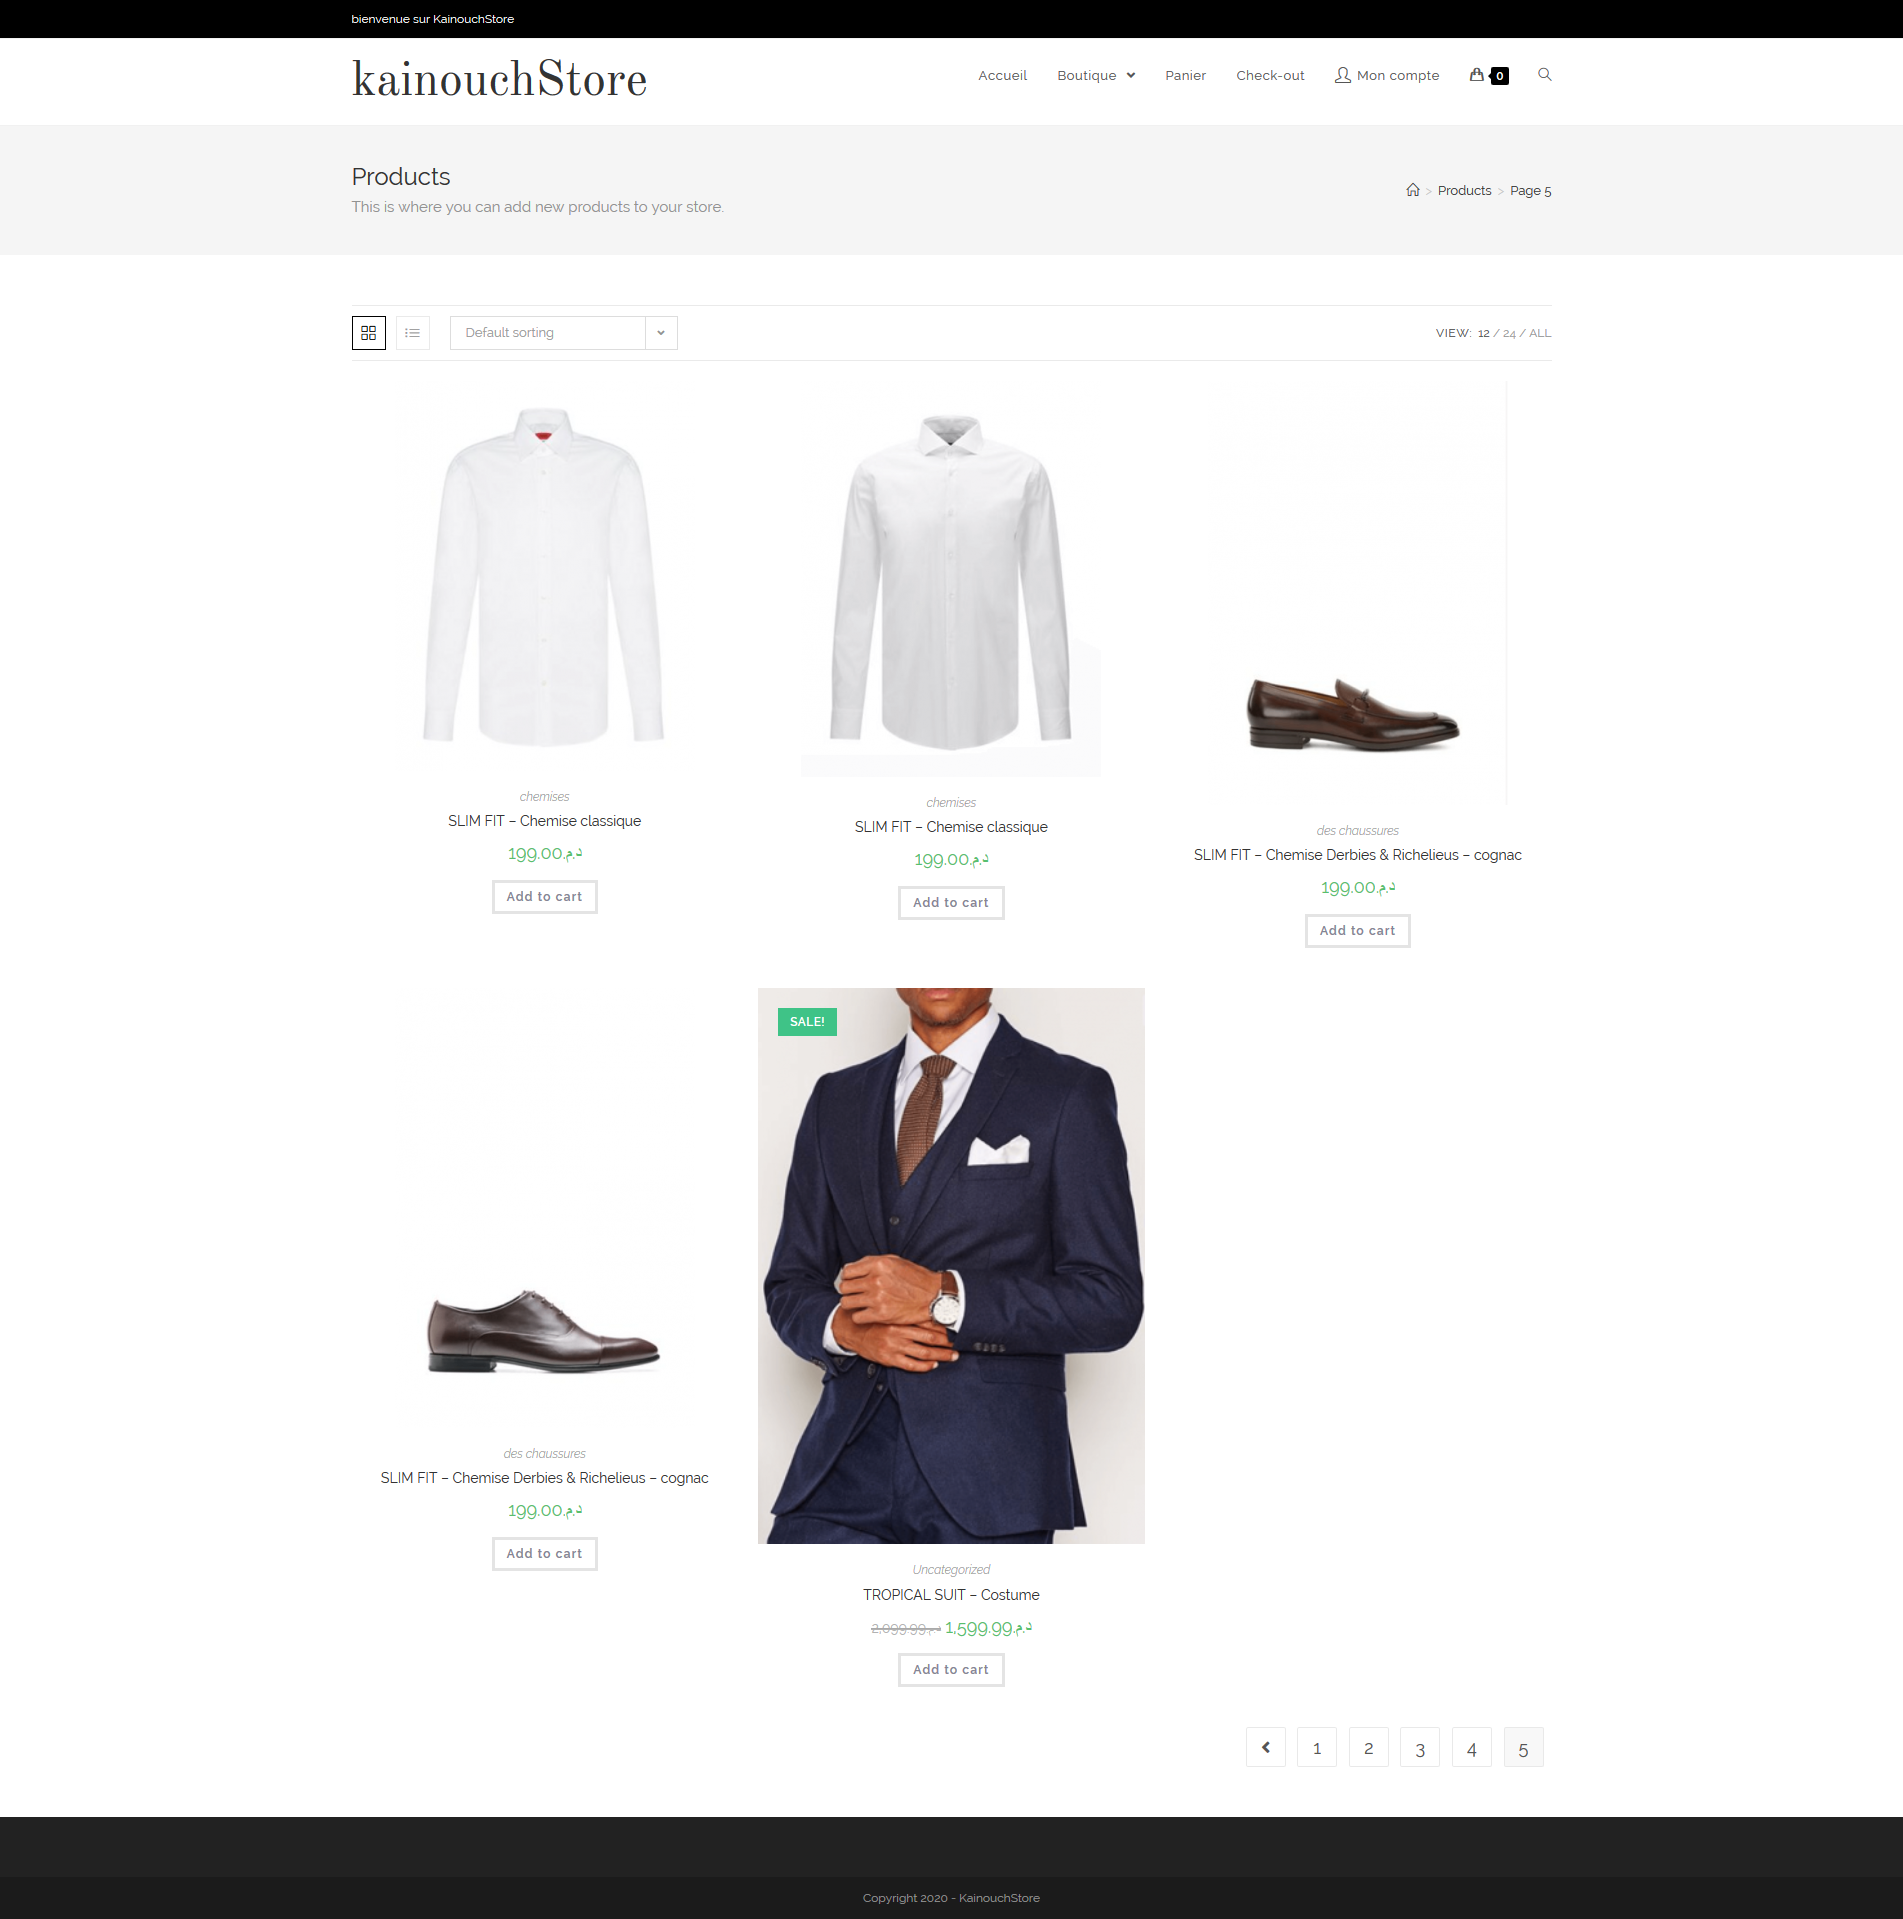 bienvenue sur KainouchStore
kainouchStore
Accueil Boutique Panier Check-out Mon compte 0
Products
This is where you can add new products to your store.
> Products > Page 5
Default sorting
VIEW: 12 / 24 / ALL
chemises
SLIM FIT – Chemise classique
199.00د.م.
Add to cart
chemises
SLIM FIT – Chemise classique
199.00د.م.
Add to cart
des chaussures
SLIM FIT – Chemise Derbies & Richelieus – cognac
199.00د.م.
Add to cart
des chaussures
SLIM FIT – Chemise Derbies & Richelieus – cognac
199.00د.م.
Add to cart
SALE!
Uncategorized
TROPICAL SUIT – Costume
2,099.99د.م. 1,599.99د.م.
Add to cart
1 2 3 4 5
Copyright 2020 - KainouchStore